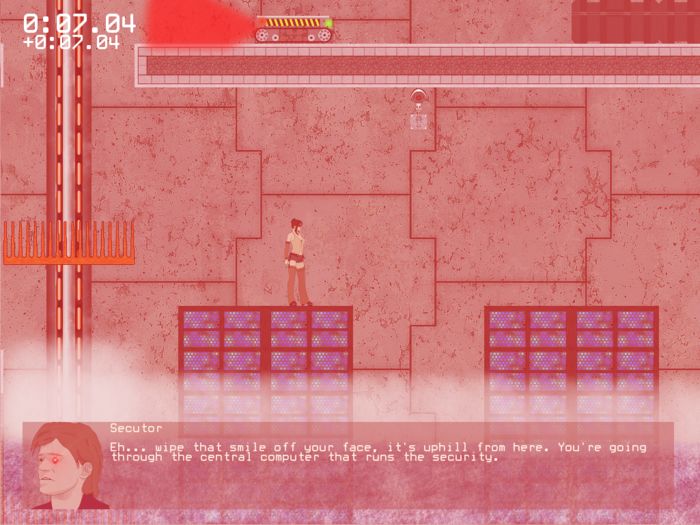 0:07.04
+0:07.04
Secutor
Eh... wipe that smile off your face, it's uphill from here. You're going
through the central computer that runs the security.